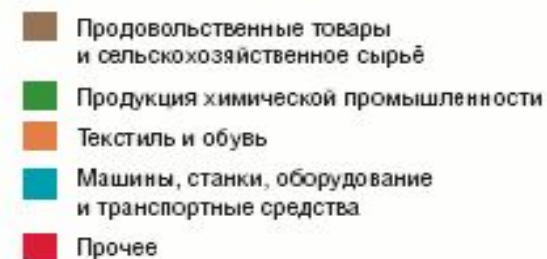 Продовольственные товары
и сельскохозяйственное сырьё
Продукция химической промышленности
Текстиль и обувь
Машины, станки, оборудование
и транспортные средства
Прочее